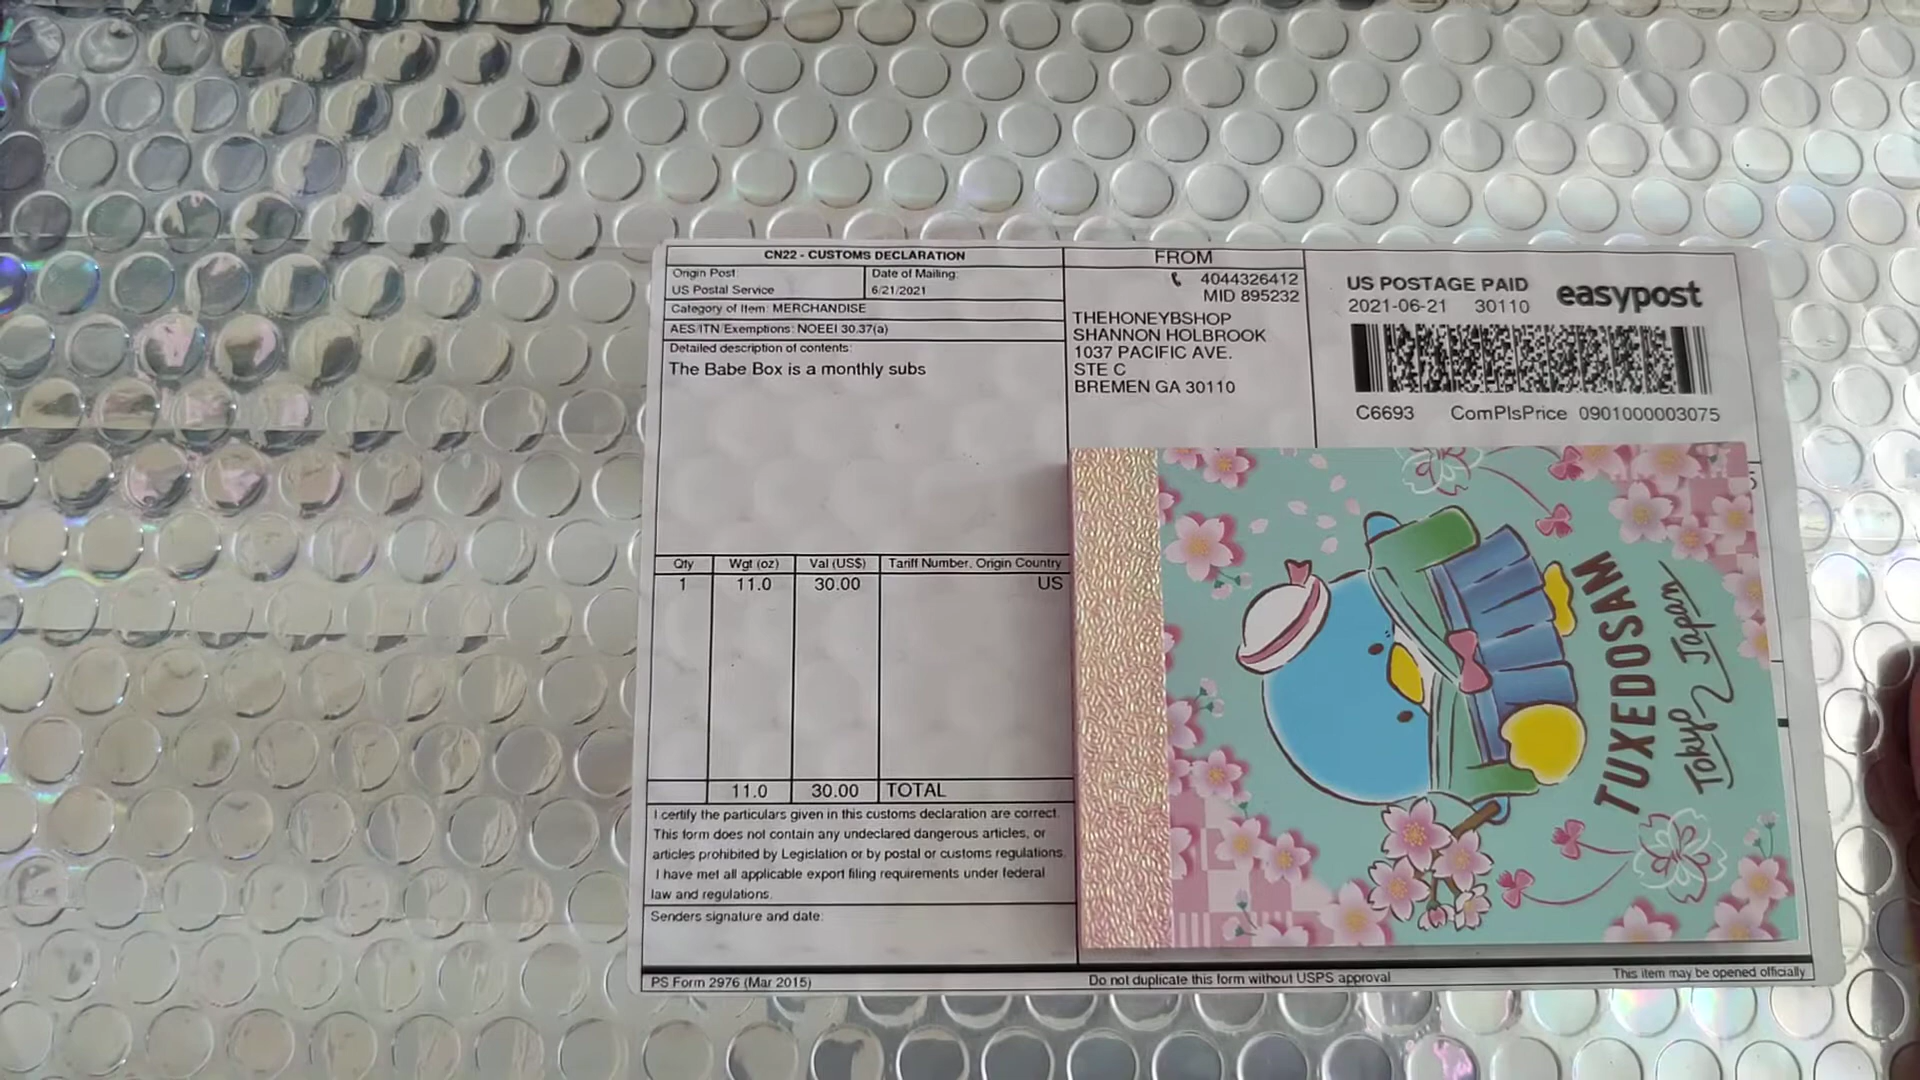 CN22 - CUSTOMS DECLARATION
Origin Post:
US Postal Service
Date of Mailing:
6/21/2021
Category of Item: MERCHANDISE
AES/ITN/Exemptions: NOEEI 30.37(a)
Detailed description of contents:
The Babe Box is a monthly subs
Qty Wgt (oz) Val (US$) Tariff Number, Origin Country
1 11.0 30.00 US
11.0 30.00 TOTAL
I certify the particulars given in this customs declaration are correct.
This form does not contain any undeclared dangerous articles, or
articles prohibited by Legislation or by postal or customs regulations.
I have met all applicable export filing requirements under federal
law and regulations.
Senders signature and date:
PS Form 2976 (Mar 2015)
Do not duplicate this form without USPS approval
This item may be opened officially
FROM
4044326412
MID 895232
THEHONEYBSHOP
SHANNON HOLBROOK
1037 PACIFIC AVE.
STE C
BREMEN GA 30110
US POSTAGE PAID
2021-06-21 30110
easypost
C6693 ComPlsPrice 0901000003075
TUXEDOSAM
Tokyo Japan